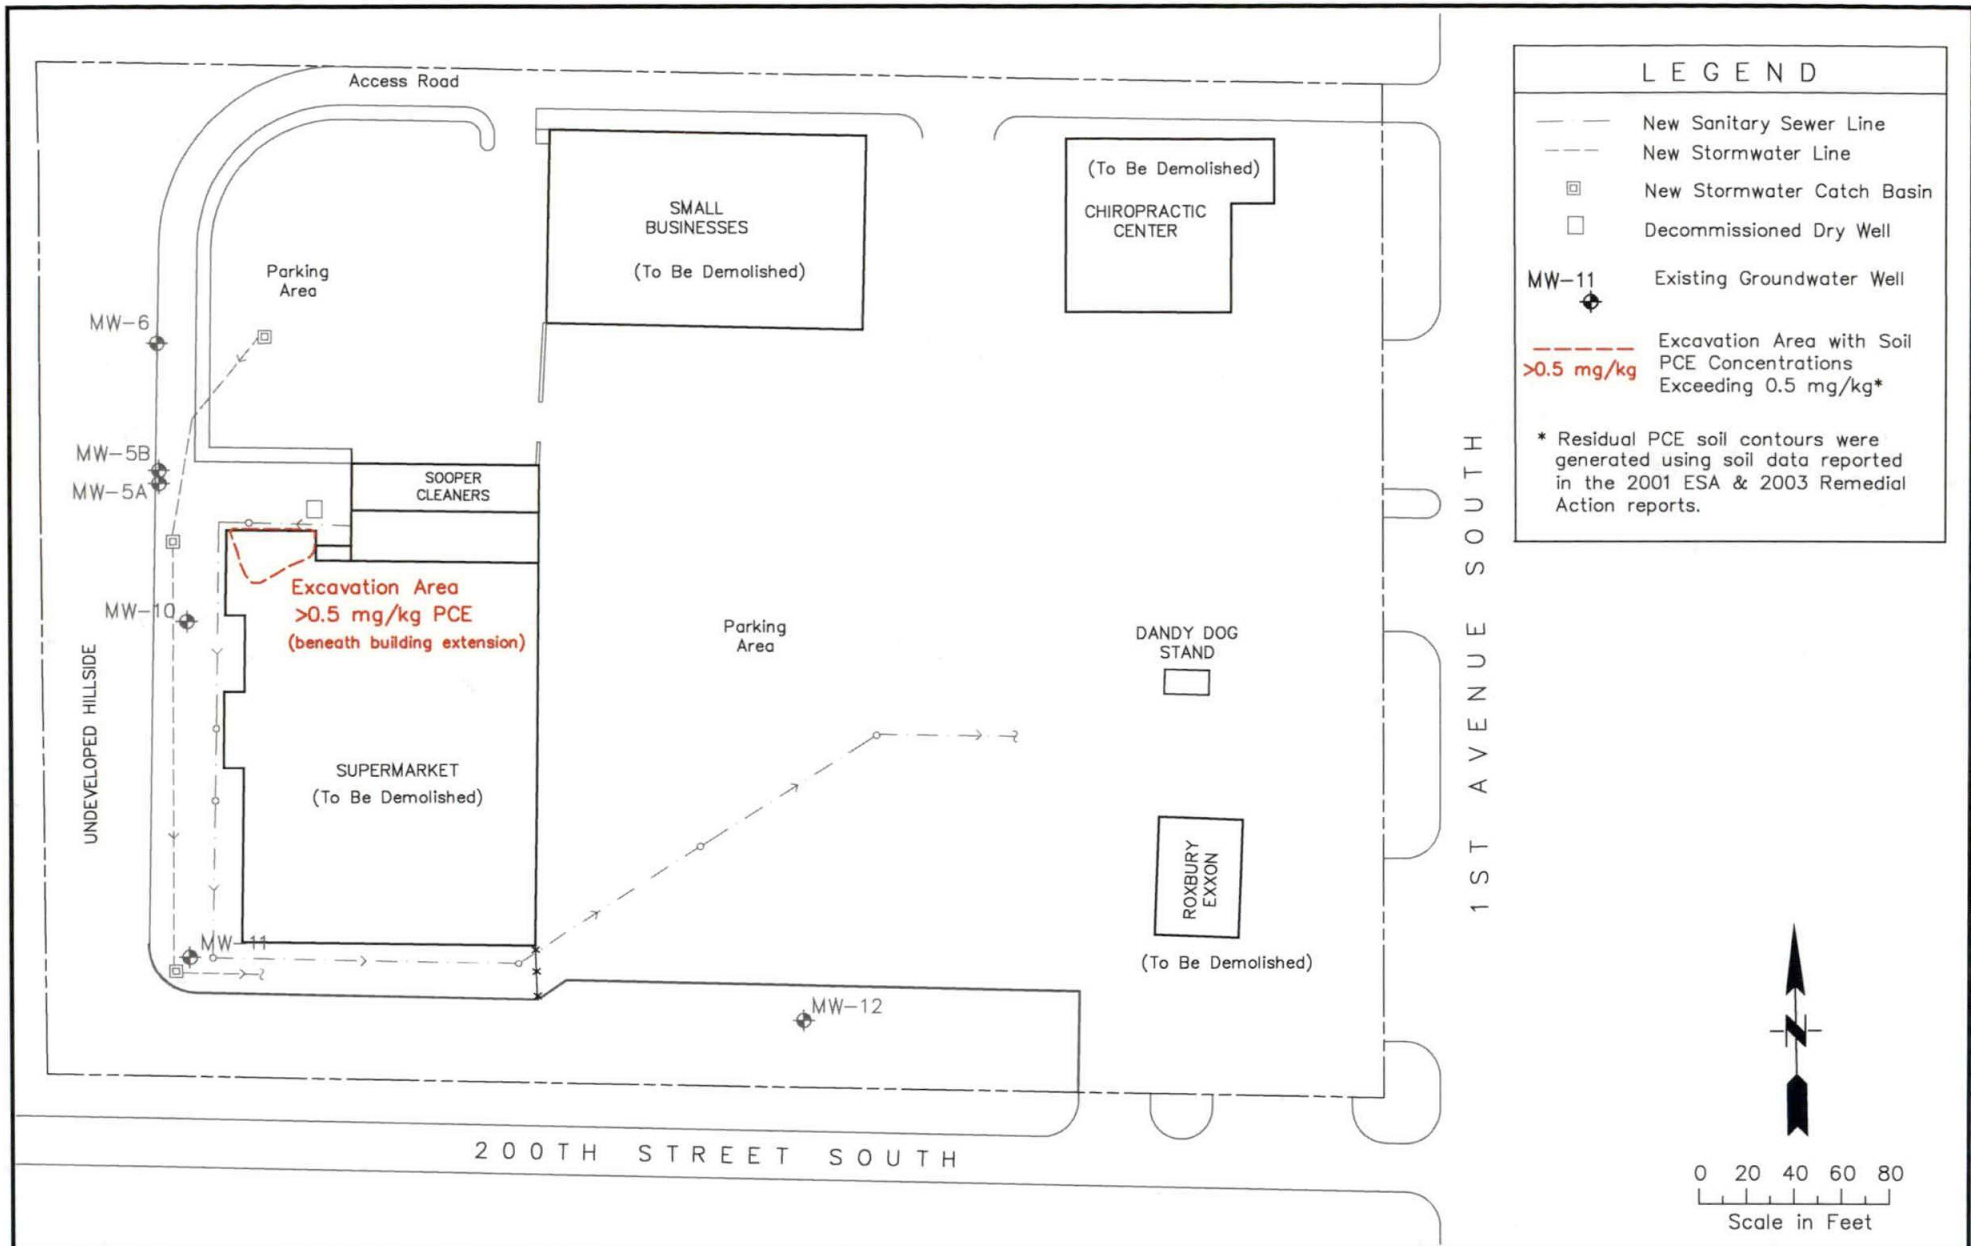 Access Road
SMALL
BUSINESSES
(To Be Demolished)
(To Be Demolished)
CHIROPRACTIC
CENTER
Parking
Area
MW-6
MW-5B
MW-5A
SOOPER
CLEANERS
Excavation Area
>0.5 mg/kg PCE
(beneath building extension)
MW-10
UNDEVELOPED HILLSIDE
SUPERMARKET
(To Be Demolished)
Parking
Area
DANDY DOG
STAND
ROXBURY
EXXON
(To Be Demolished)
MW-11
MW-12
200TH STREET SOUTH
1ST AVENUE SOUTH
LEGEND
New Sanitary Sewer Line
New Stormwater Line
New Stormwater Catch Basin
Decommissioned Dry Well
MW-11 Existing Groundwater Well
>0.5 mg/kg
Excavation Area with Soil
PCE Concentrations
Exceeding 0.5 mg/kg*
* Residual PCE soil contours were
generated using soil data reported
in the 2001 ESA & 2003 Remedial
Action reports.
N
0 20 40 60 80
Scale in Feet